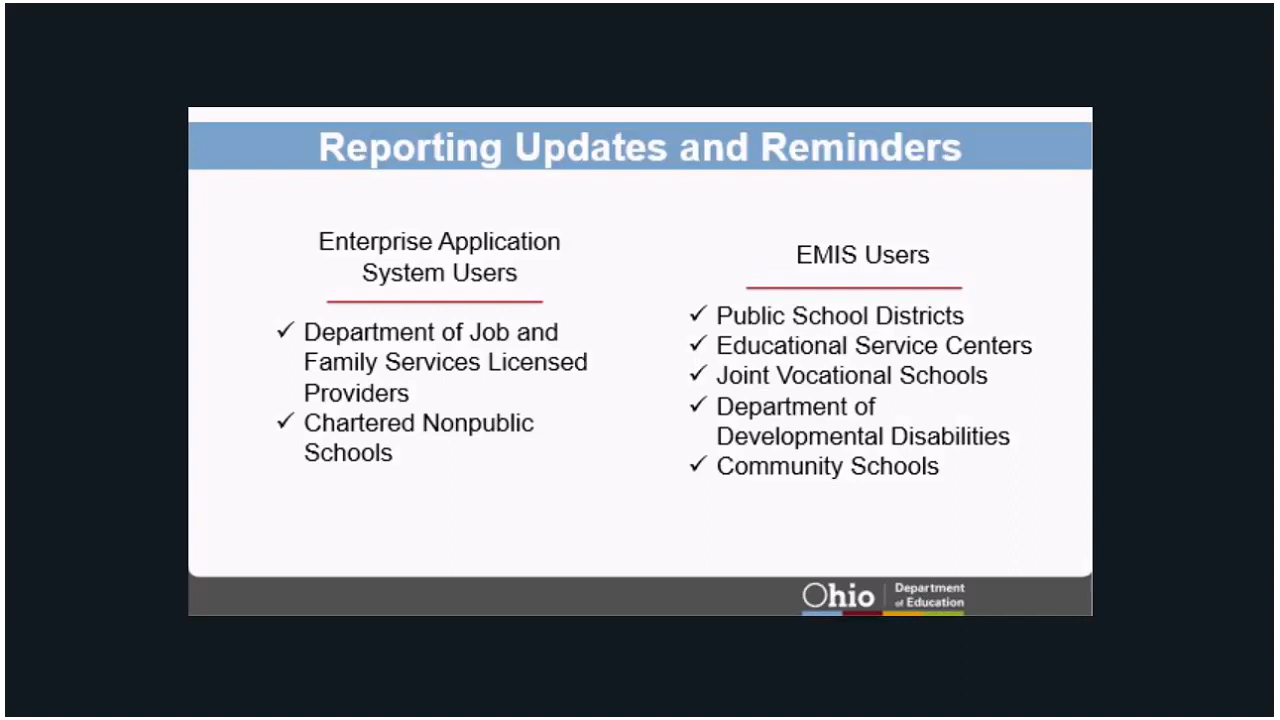 Reporting Updates and Reminders
Enterprise Application
System Users
✓ Department of Job and
Family Services Licensed
Providers
✓ Chartered Nonpublic
Schools
EMIS Users
✓ Public School Districts
✓ Educational Service Centers
✓ Joint Vocational Schools
✓ Department of
Developmental Disabilities
✓ Community Schools
Ohio
Department
of Education